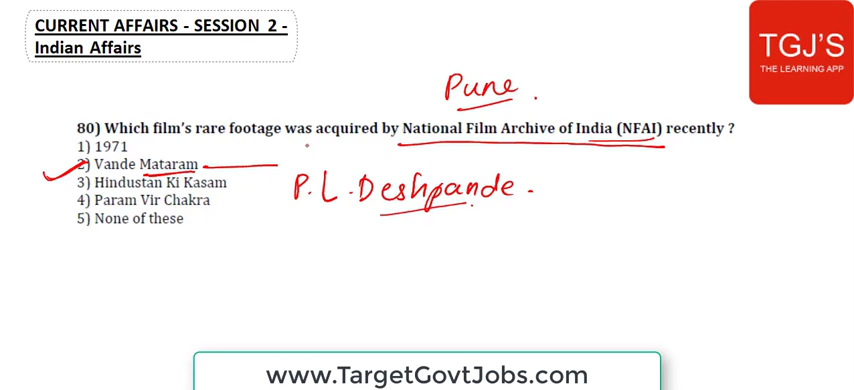 CURRENT AFFAIRS - SESSION 2 -
Indian Affairs
TGJ'S
THE LEARNING APP
Pune.
80) Which film's rare footage was acquired by National Film Archive of India (NFAI) recently ?
1) 1971
2) Vande Mataram
3) Hindustan Ki Kasam
P. L. Deshpande.
4) Param Vir Chakra
5) None of these
www.TargetGovtJobs.com